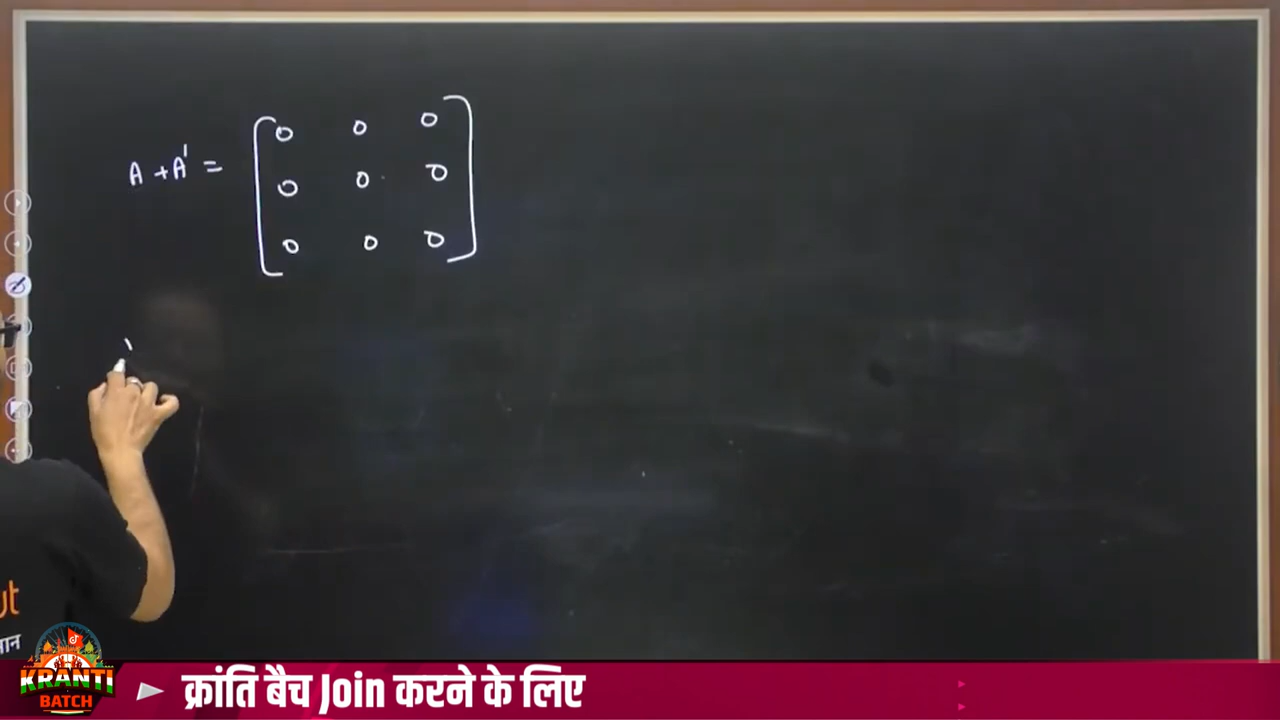 A + A' = [ 0 0 0
0 0 0
0 0 0 ]
KRANTI
BATCH
क्रांति बैच Join करने के लिए